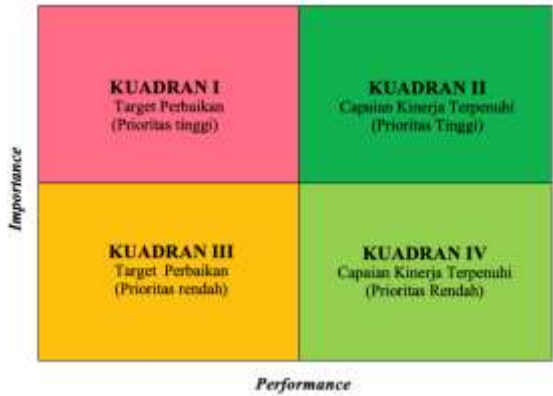 KUADRAN I
Target Perbaikan
(Prioritas tinggi)
KUADRAN II
Capaian Kinerja Terpenuhi
(Prioritas Tinggi)
Importance
KUADRAN III
Target Perbaikan
(Prioritas rendah)
KUADRAN IV
Capaian Kinerja Terpenuhi
(Prioritas Rendah)
Performance